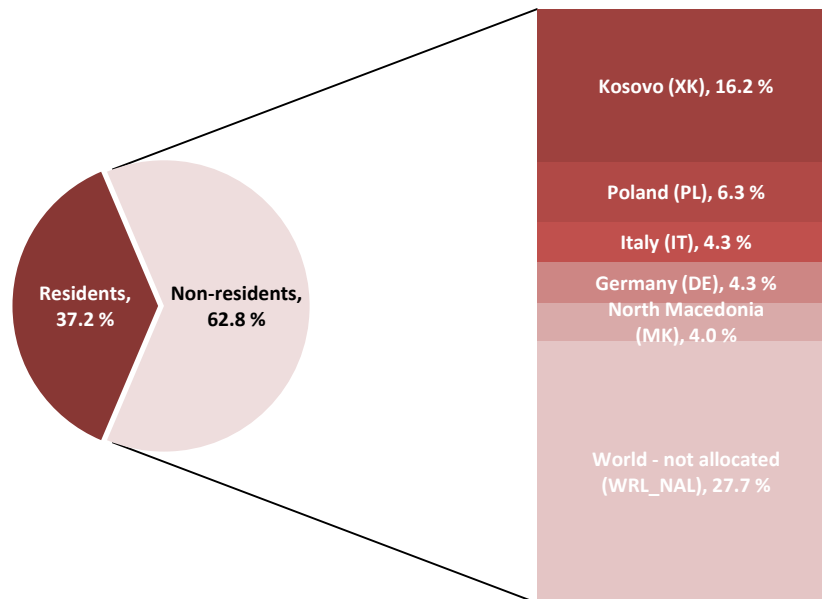 Residents,
37.2 %
Non-residents,
62.8 %
Kosovo (XK), 16.2 %
Poland (PL), 6.3 %
Italy (IT), 4.3 %
Germany (DE), 4.3 %
North Macedonia
(MK), 4.0 %
World - not allocated
(WRL_NAL), 27.7 %